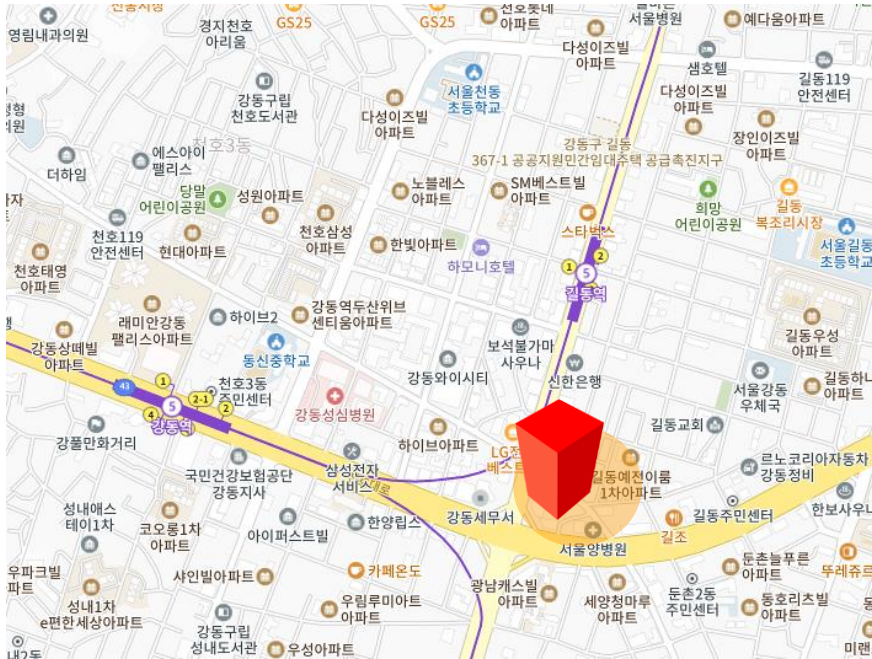 영림내과의원
GS25
경지천호
아리움
GS25
천호롯데
아파트
서울병원
예다움아파트
다성이즈빌
아파트
샘호텔
길동119
안전센터
강동구립
천호도서관
서울천동
초등학교
다성이즈빌
아파트
다성이즈빌
아파트
천호3동
강동구 길동
367-1 공공지원민간임대주택 공급촉진지구
장인이즈빌
아파트
에스아이
팰리스
더하임
당말
어린이공원
성원아파트
노블레스
아파트
SM베스트빌
아파트
희망
어린이공원
길동
복조리시장
천호119
안전센터
현대아파트
천호삼성
아파트
한빛아파트
스타벅스
하모니호텔
서울길동
초등학교
천호태영
아파트
1
2
5
길동역
래미안강동
팰리스아파트
하이브2
강동역두산위브
센티움아파트
보석불가마
사우나
길동우성
아파트
강동상떼빌
아파트
동신중학교
강동와이시티
신한은행
서울강동
우체국
길동하나
아파트
43
1
천호3동
주민센터
2-1
2
4
5
강동역
강동성심병원
하이브아파트
LG전
베스트
길동교회
강풀만화거리
국민건강보험공단
강동지사
삼성전자
서비스
대로
길동예전이룸
1차아파트
르노코리아자동차
강동정비
성내애스
테이1차
코오롱1차
아파트
아이퍼스트빌
한양립스
강동세무서
서울양병원
길조
길동주민센터
한보사우나
우파크빌
아파트
샤인빌아파트
카페온도
광남캐스빌
아파트
둔촌늘푸른
아파트
뚜레쥬르
성내1차
e편한세상아파트
강동구립
성내도서관
우림루미아트
아파트
세양청마루
아파트
둔촌2동
주민센터
동호리츠빌
아파트
우성아파트
미랜